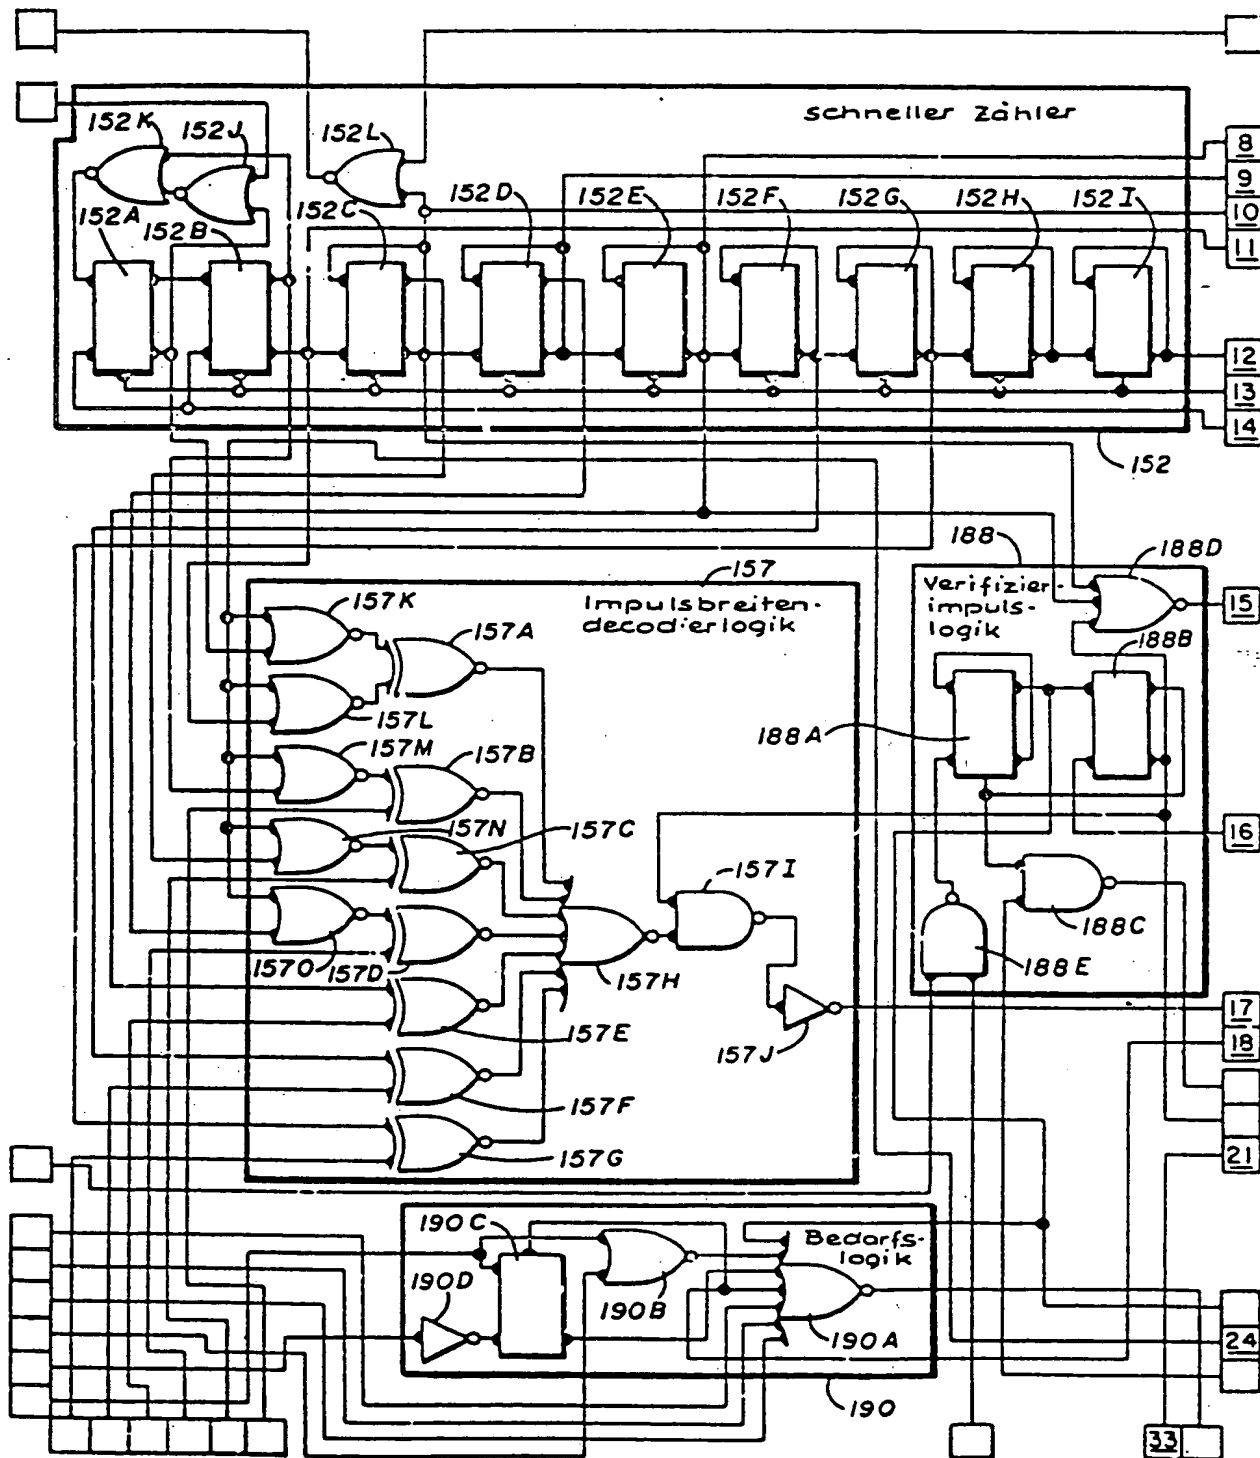 schneller Zähler
152K
152J
152L
8
9
152A
152B
152C
152D
152E
152F
152G
152H
152I
10
11
12
13
14
152
157
188
188D
157K
Impulsbreiten-
decodierlogik
157A
Verifizier-
impuls-
logik
15
188B
157L
157M
157B
188A
157N
157C
16
157I
157O
157D
157H
188C
188E
157E
157J
17
18
157F
157G
21
190C
Bedarfs-
logik
190D
190B
190A
24
190
33